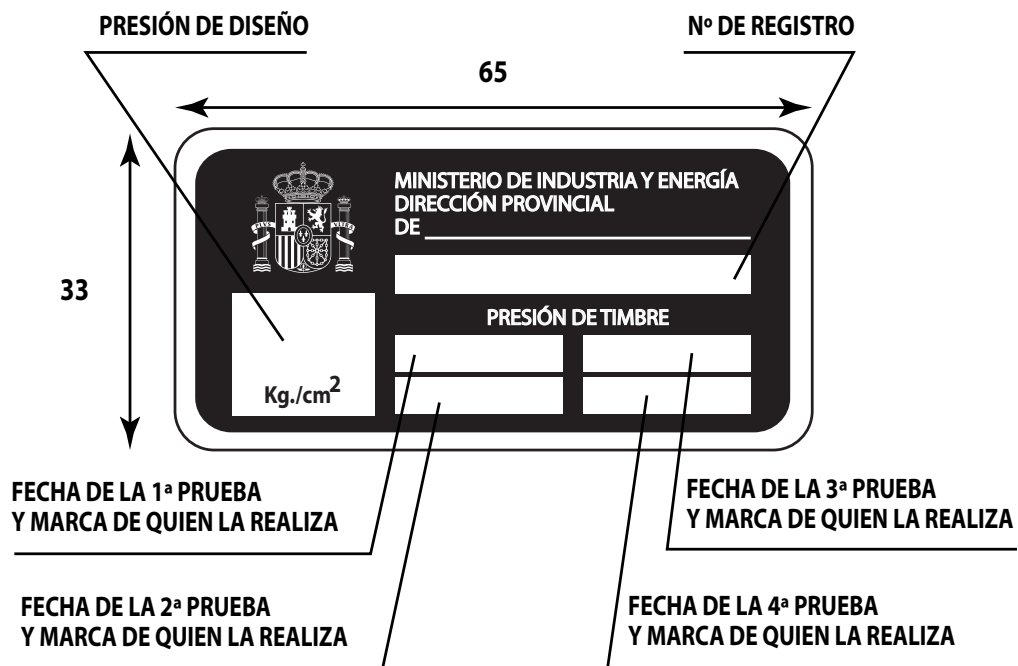 PRESIÓN DE DISEÑO
Nº DE REGISTRO
65
33
PLUS
VLTRA
MINISTERIO DE INDUSTRIA Y ENERGÍA
DIRECCIÓN PROVINCIAL
DE
PRESIÓN DE TIMBRE
Kg./cm²
FECHA DE LA 1ª PRUEBA
Y MARCA DE QUIEN LA REALIZA
FECHA DE LA 3ª PRUEBA
Y MARCA DE QUIEN LA REALIZA
FECHA DE LA 2ª PRUEBA
Y MARCA DE QUIEN LA REALIZA
FECHA DE LA 4ª PRUEBA
Y MARCA DE QUIEN LA REALIZA